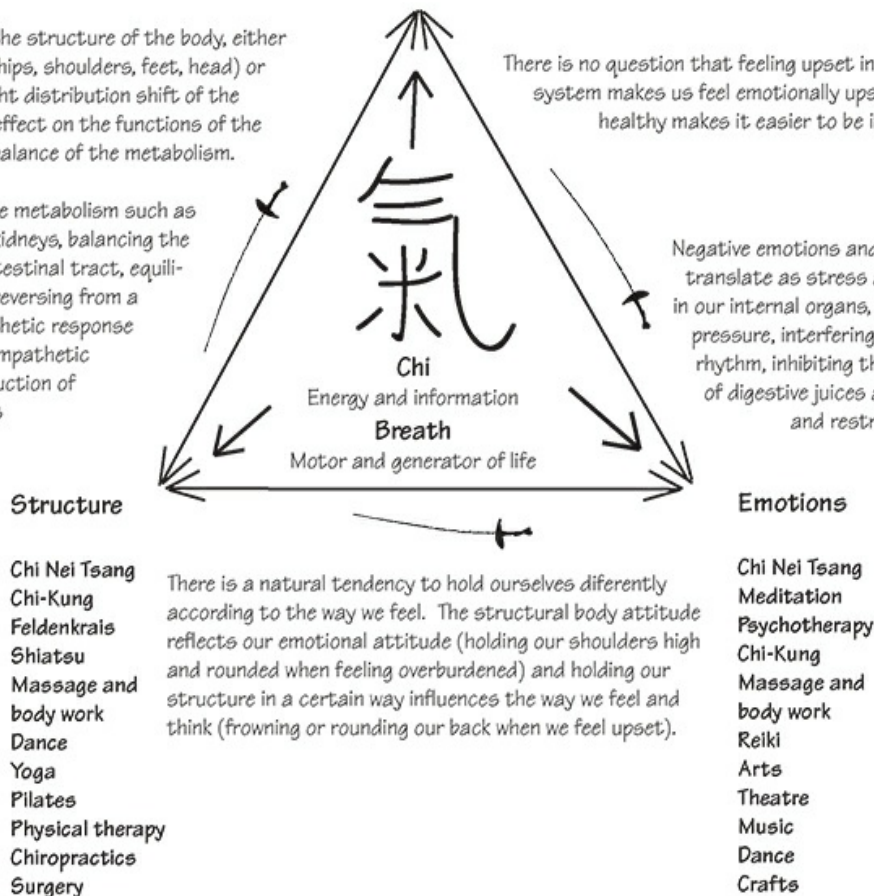 he structure of the body, either
hips, shoulders, feet, head) or
ht distribution shift of the
effect on the functions of the
alance of the metabolism.
e metabolism such as
idneys, balancing the
testinal tract, equili-
eversing from a
hetic response
mpathetic
uction of
s
There is no question that feeling upset in
system makes us feel emotionally ups
healthy makes it easier to be i
Negative emotions and
translate as stress
in our internal organs,
pressure, interfering
rhythm, inhibiting th
of digestive juices a
and restr
氣
Chi
Energy and information
Breath
Motor and generator of life
Structure
Chi Nei Tsang
Chi-Kung
Feldenkrais
Shiatsu
Massage and
body work
Dance
Yoga
Pilates
Physical therapy
Chiropractics
Surgery
There is a natural tendency to hold ourselves diferently
according to the way we feel. The structural body attitude
reflects our emotional attitude (holding our shoulders high
and rounded when feeling overburdened) and holding our
structure in a certain way influences the way we feel and
think (frowning or rounding our back when we feel upset).
Emotions
Chi Nei Tsang
Meditation
Psychotherapy
Chi-Kung
Massage and
body work
Reiki
Arts
Theatre
Music
Dance
Crafts